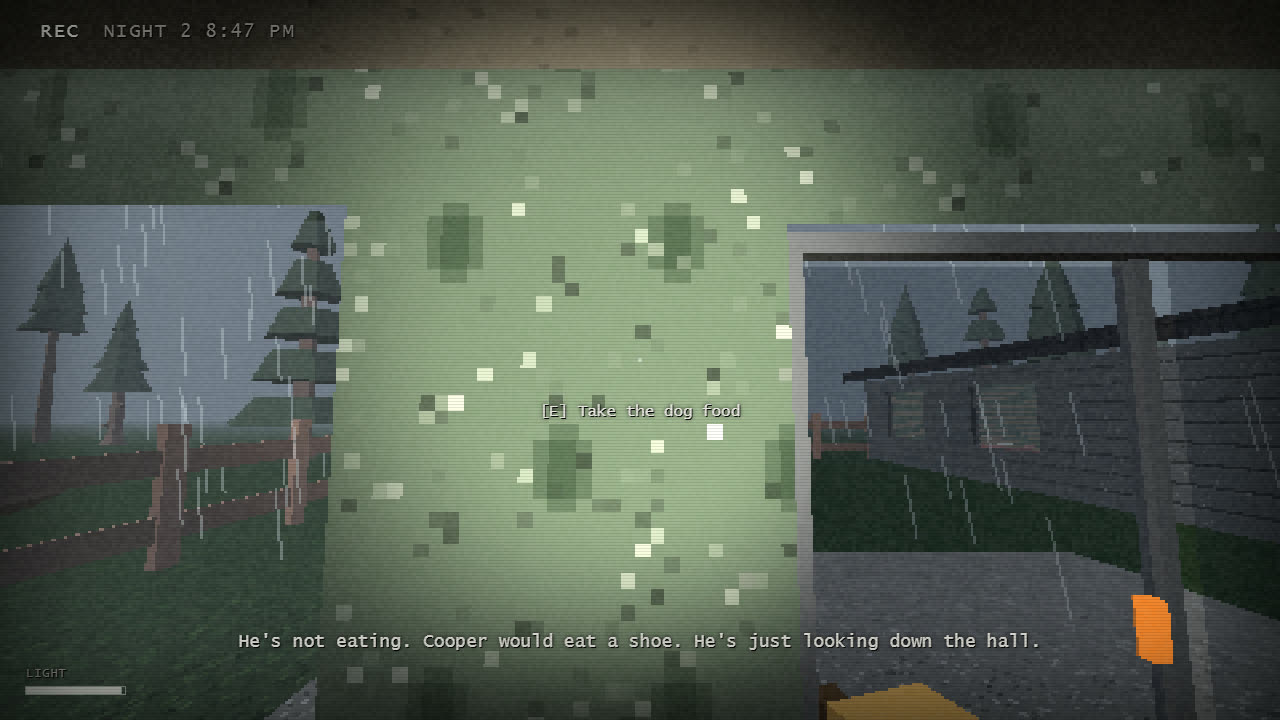 REC NIGHT 2 8:47 PM
[E] Take the dog food
He's not eating. Cooper would eat a shoe. He's just looking down the hall.
LIGHT